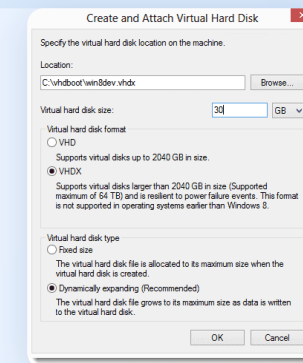 Create and Attach Virtual Hard Disk
Specify the virtual hard disk location on the machine.
Location:
C:\vhdboot\win8dev.vhdx Browse...
Virtual hard disk size: 30 GB
Virtual hard disk format
VHD
Supports virtual disks up to 2040 GB in size.
VHDX
Supports virtual disks larger than 2040 GB in size (Supported
maximum of 64 TB) and is resilient to power failure events. This format
is not supported in operating systems earlier than Windows 8.
Virtual hard disk type
Fixed size
The virtual hard disk file is allocated to its maximum size when the
virtual hard disk is created.
Dynamically expanding (Recommended)
The virtual hard disk file grows to its maximum size as data is written
to the virtual hard disk.
OK Cancel